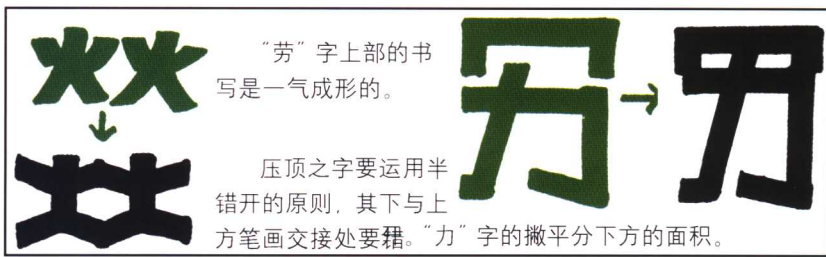 “劳”字上部的书
写是一气成形的。
压顶之字要运用半
错开的原则，其下与上
方笔画交接处要错开。“力”字的撇平分下方的面积。